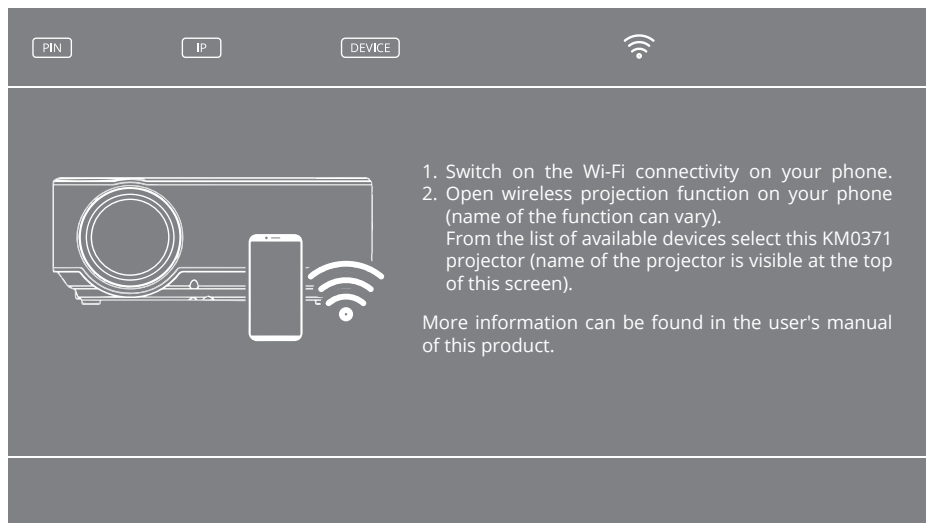 PIN
IP
DEVICE
1. Switch on the Wi-Fi connectivity on your phone.
2. Open wireless projection function on your phone
(name of the function can vary).
From the list of available devices select this KM0371
projector (name of the projector is visible at the top
of this screen).
More information can be found in the user's manual
of this product.